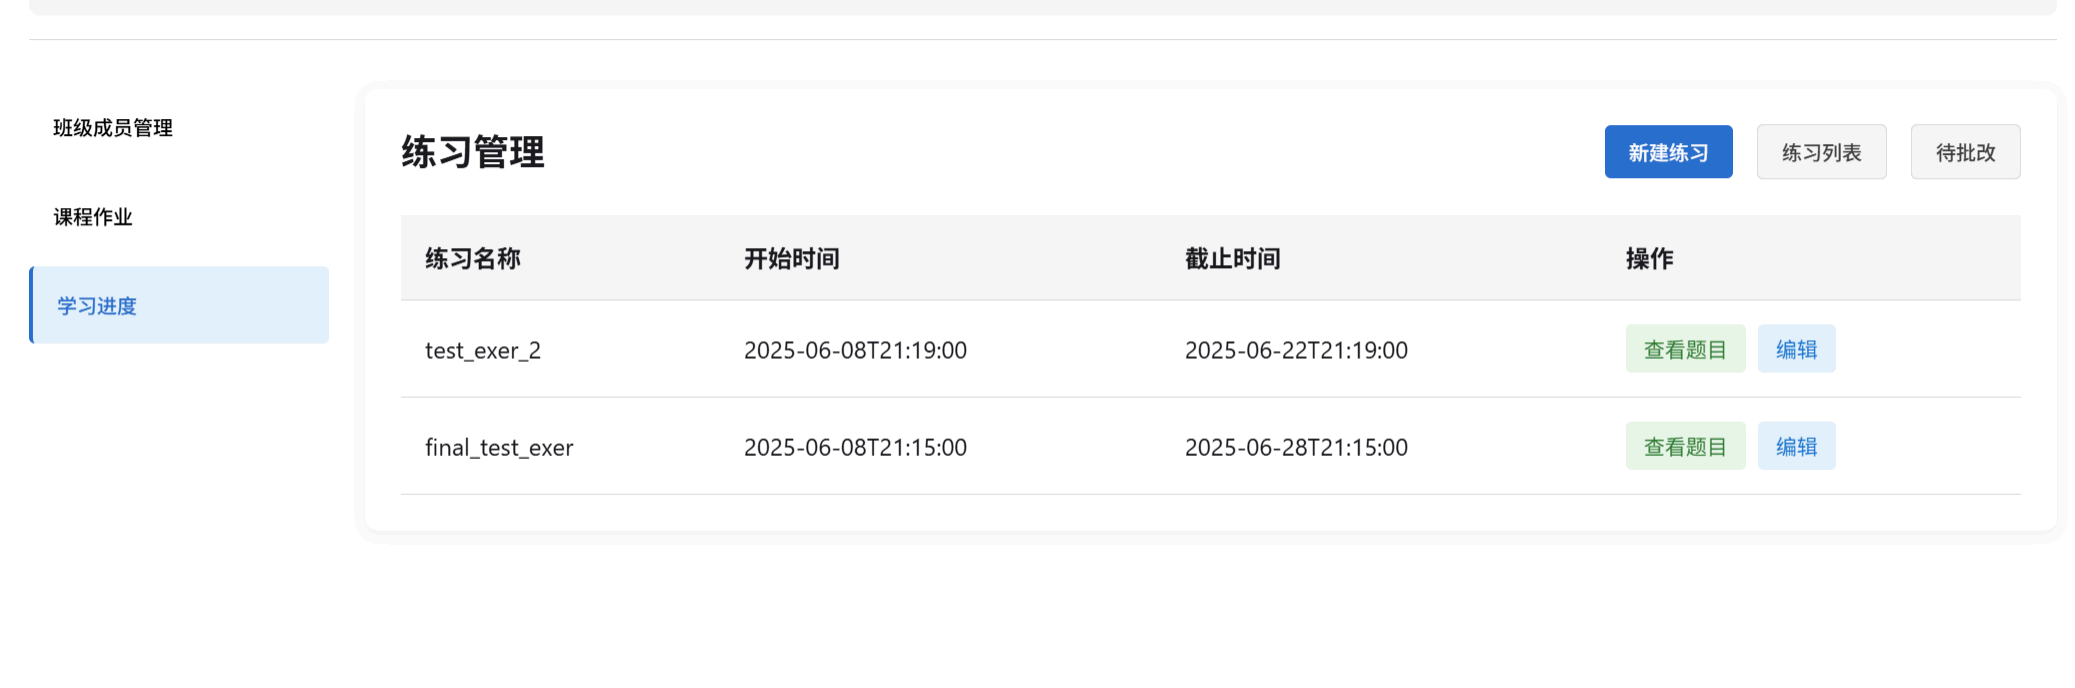 班级成员管理
课程作业
学习进度
练习管理
新建练习 练习列表 待批改
练习名称 开始时间 截止时间 操作
test_exer_2 2025-06-08T21:19:00 2025-06-22T21:19:00 查看题目 编辑
final_test_exer 2025-06-08T21:15:00 2025-06-28T21:15:00 查看题目 编辑